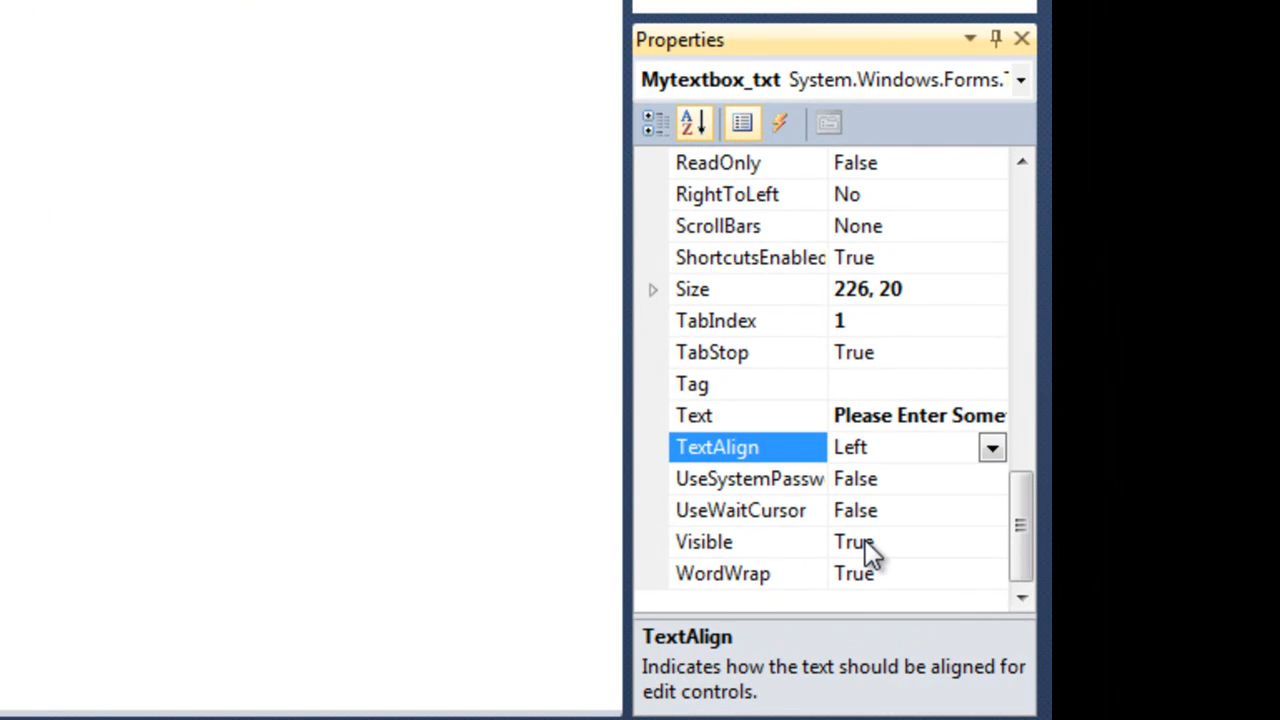 Properties
Mytextbox_txt System.Windows.Forms.
ReadOnly False
RightToLeft No
ScrollBars None
ShortcutsEnabled True
Size 226, 20
TabIndex 1
TabStop True
Tag
Text Please Enter Some
TextAlign Left
UseSystemPassw False
UseWaitCursor False
Visible True
WordWrap True
TextAlign
Indicates how the text should be aligned for
edit controls.